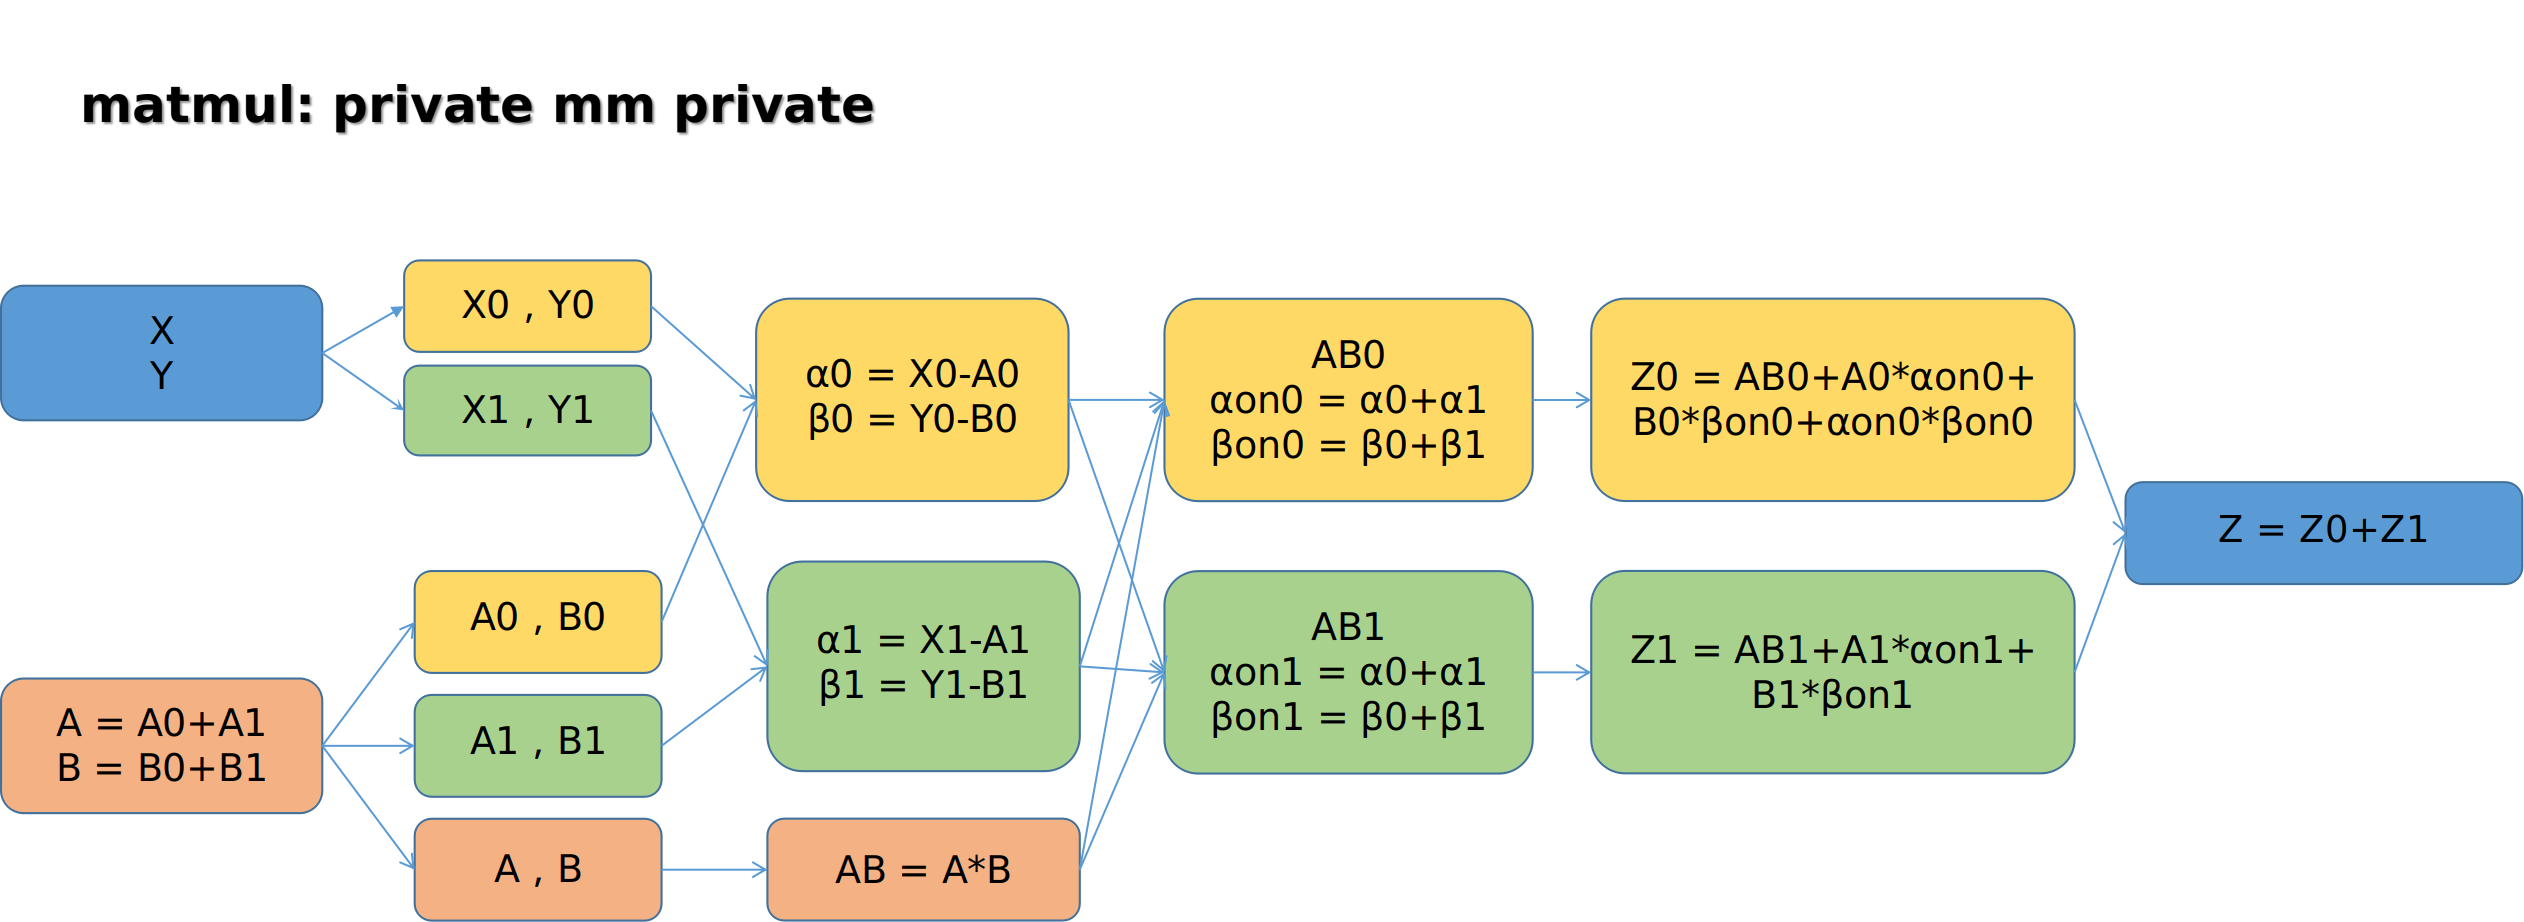 matmul: private mm private
X
Y
X0 , Y0
X1 , Y1
A = A0+A1
B = B0+B1
A0 , B0
A1 , B1
A , B
α0 = X0-A0
β0 = Y0-B0
α1 = X1-A1
β1 = Y1-B1
AB = A*B
AB0
αon0 = α0+α1
βon0 = β0+β1
AB1
αon1 = α0+α1
βon1 = β0+β1
Z0 = AB0+A0*αon0+
B0*βon0+αon0*βon0
Z1 = AB1+A1*αon1+
B1*βon1
Z = Z0+Z1